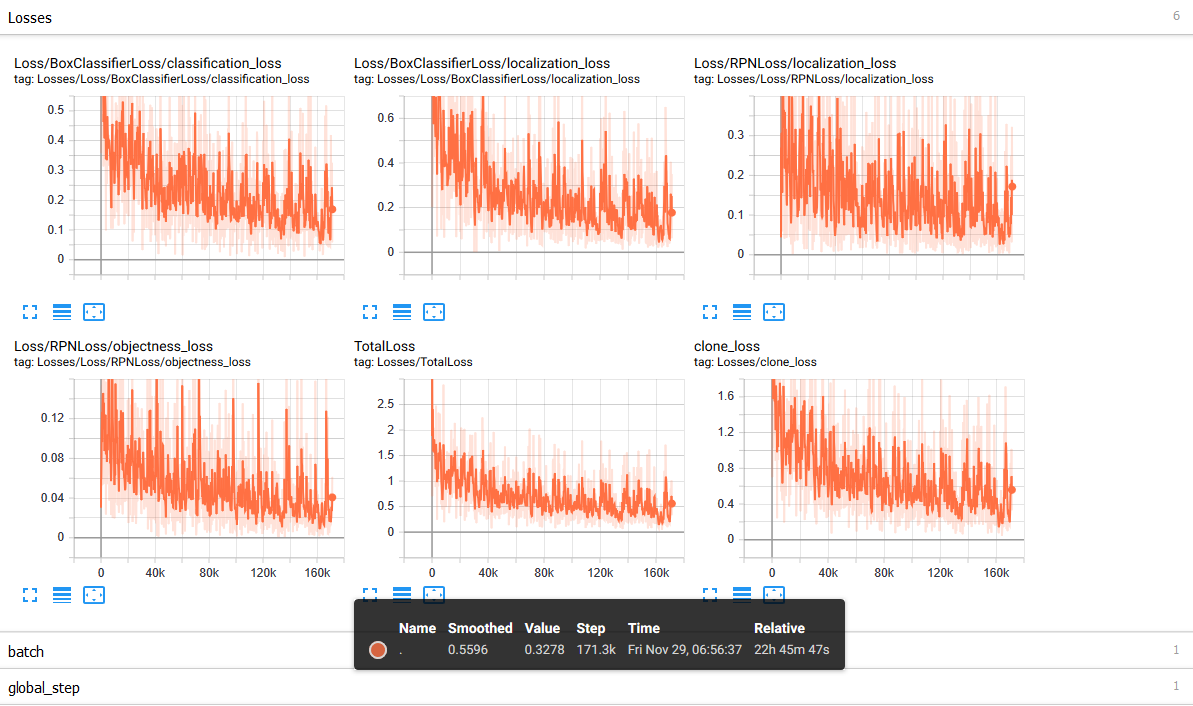 Losses 6
Loss/BoxClassifierLoss/classification_loss
tag: Losses/Loss/BoxClassifierLoss/classification_loss
0.5
0.4
0.3
0.2
0.1
0
Loss/BoxClassifierLoss/localization_loss
tag: Losses/Loss/BoxClassifierLoss/localization_loss
0.6
0.4
0.2
0
Loss/RPNLoss/localization_loss
tag: Losses/Loss/RPNLoss/localization_loss
0.3
0.2
0.1
0
Loss/RPNLoss/objectness_loss
tag: Losses/Loss/RPNLoss/objectness_loss
0.12
0.08
0.04
0
0 40k 80k 120k 160k
TotalLoss
tag: Losses/TotalLoss
2.5
2
1.5
1
0.5
0
0 40k 80k 120k 160k
clone_loss
tag: Losses/clone_loss
1.6
1.2
0.8
0.4
0
0 40k 80k 120k 160k
Name Smoothed Value Step Time Relative
. 0.5596 0.3278 171.3k Fri Nov 29, 06:56:37 22h 45m 47s
batch 1
global_step 1